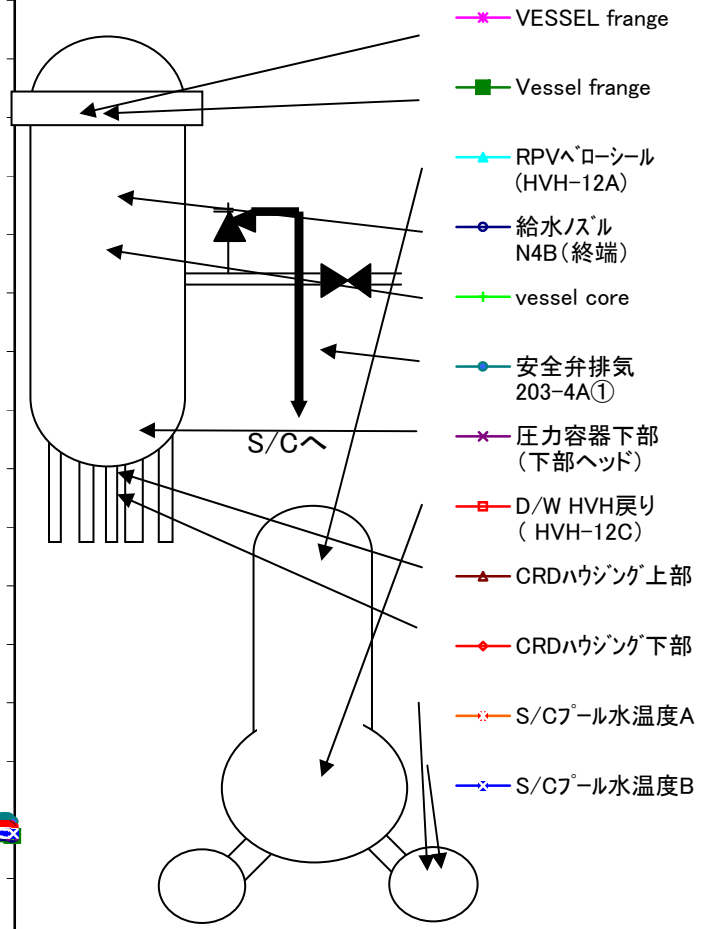 VESSEL frange
Vessel frange
RPVベローシール
(HVH-12A)
給水ノズル
N4B(終端)
vessel core
安全弁排気
203-4A①
圧力容器下部
(下部ヘッド)
D/W HVH戻り
( HVH-12C)
CRDハウジング上部
CRDハウジング下部
S/Cプール水温度A
S/Cプール水温度B
S/Cへ